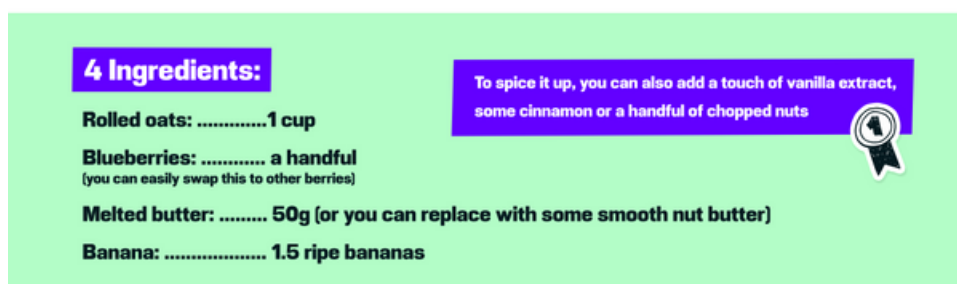 4 Ingredients:
To spice it up, you can also add a touch of vanilla extract,
some cinnamon or a handful of chopped nuts
1
Rolled oats: .............1 cup
Blueberries: ............ a handful
(you can easily swap this to other berries)
Melted butter: ......... 50g (or you can replace with some smooth nut butter)
Banana: ................... 1.5 ripe bananas